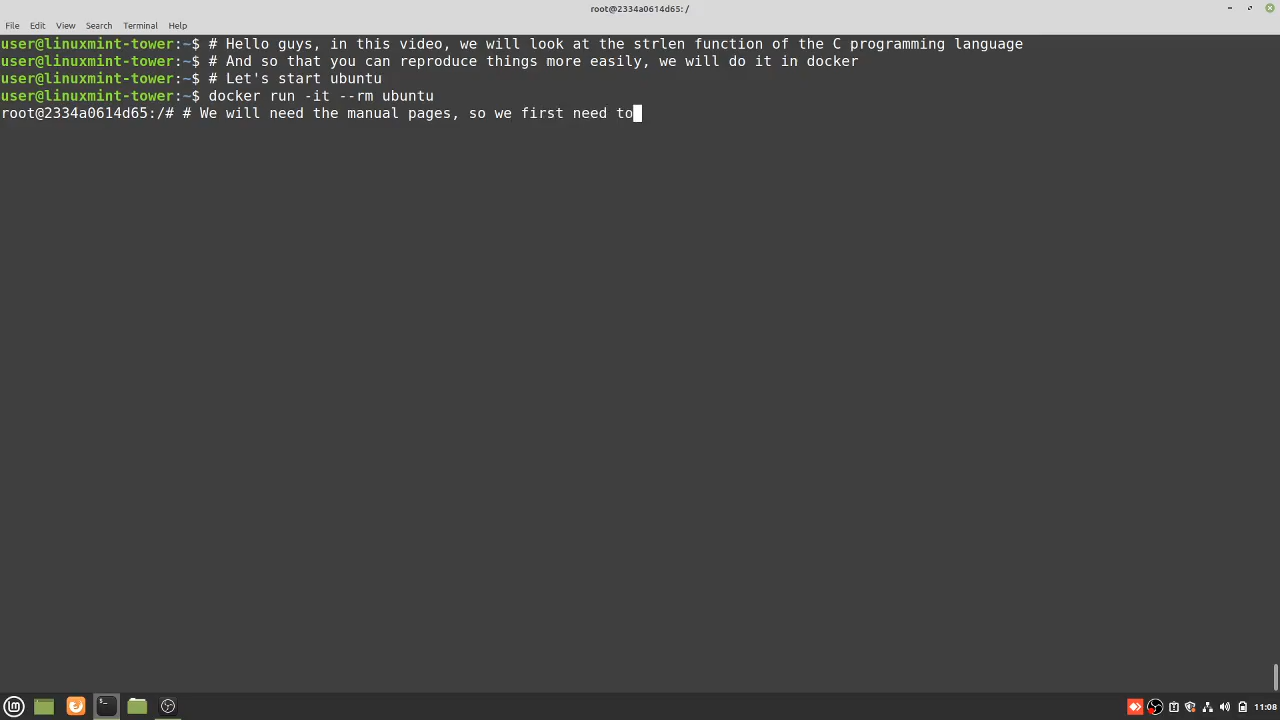 root@2334a0614d65: /
File Edit View Search Terminal Help
user@linuxmint-tower:~$ # Hello guys, in this video, we will look at the strlen function of the C programming language
user@linuxmint-tower:~$ # And so that you can reproduce things more easily, we will do it in docker
user@linuxmint-tower:~$ # Let's start ubuntu
user@linuxmint-tower:~$ docker run -it --rm ubuntu
root@2334a0614d65:/# # We will need the manual pages, so we first need to
11:08